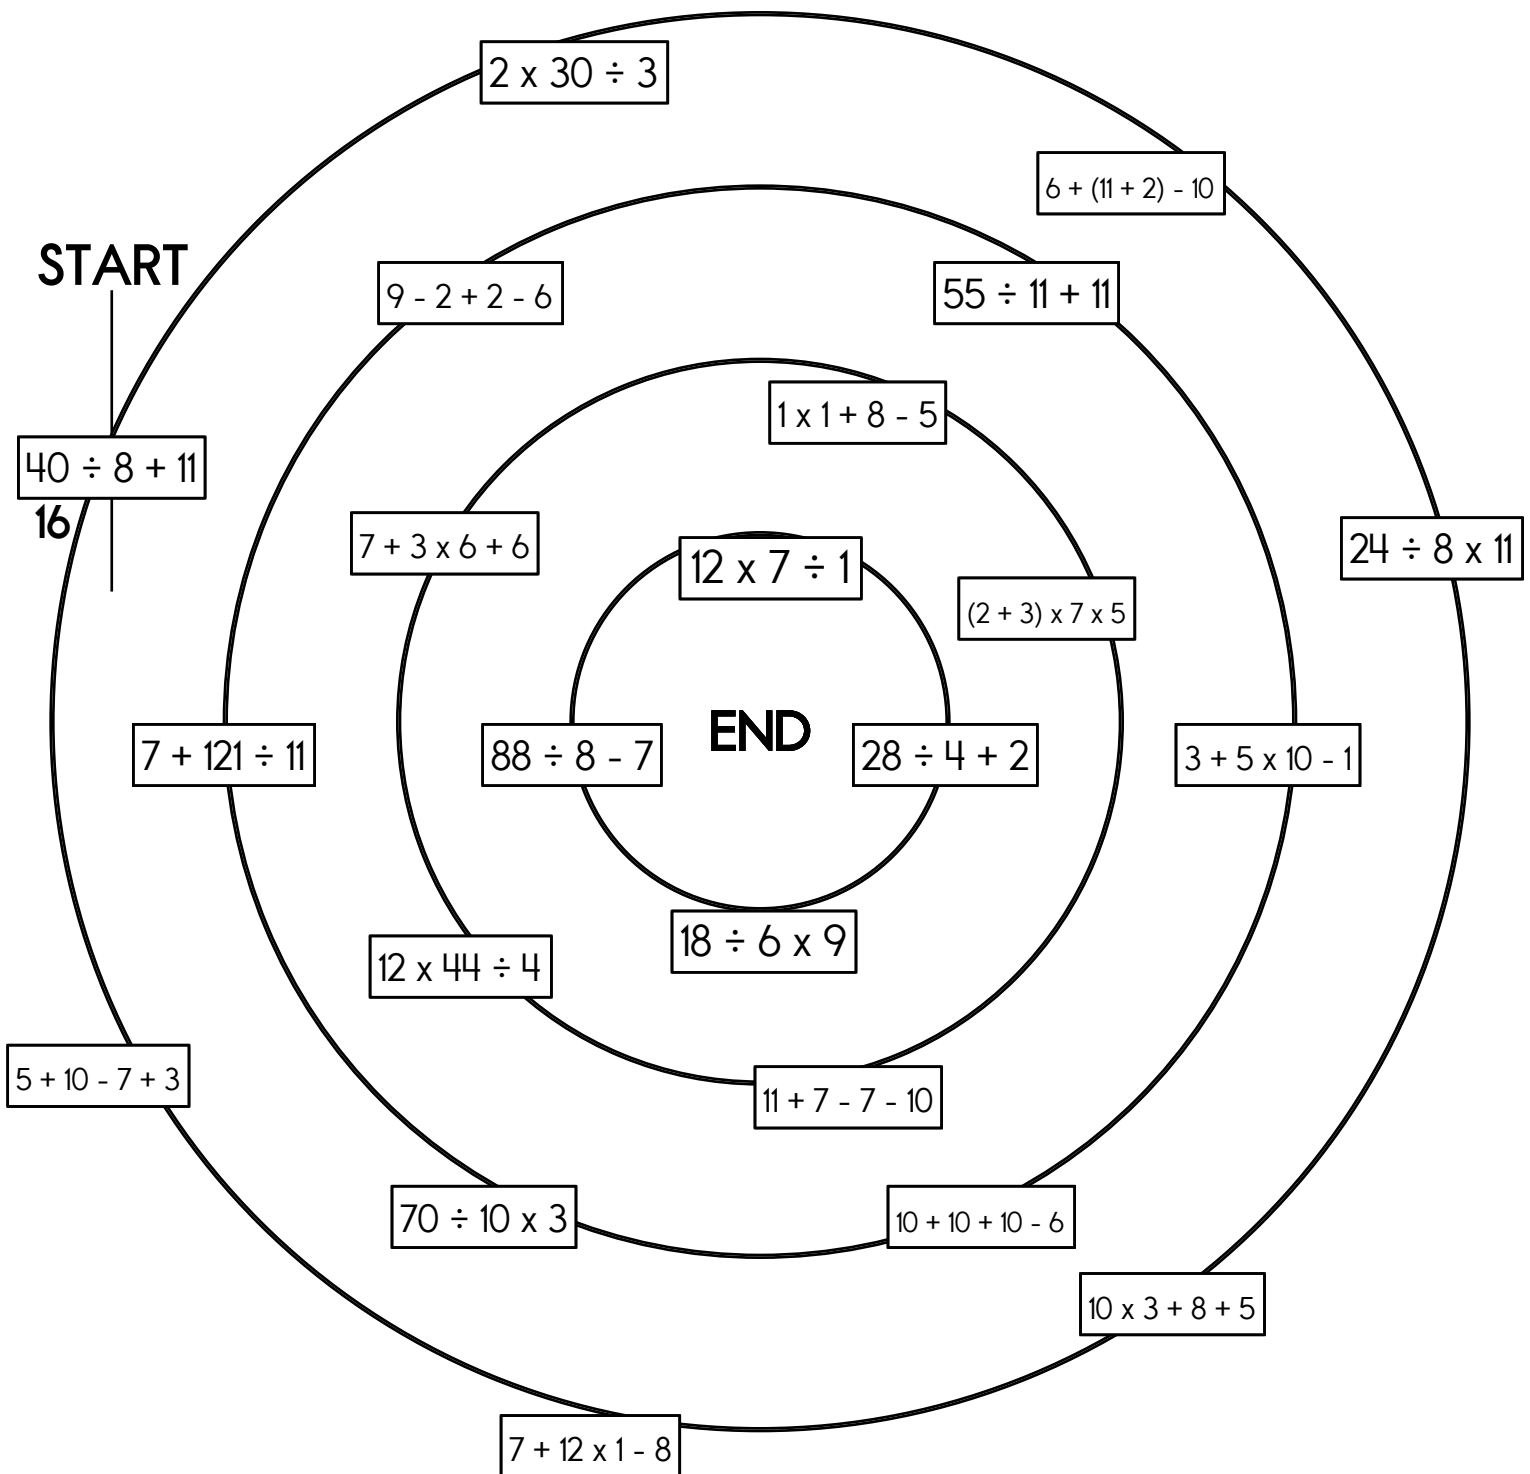 2 x 30 ÷ 3
6 + (11 + 2) - 10
START
9 - 2 + 2 - 6
55 ÷ 11 + 11
1 x 1 + 8 - 5
40 ÷ 8 + 11
16
7 + 3 x 6 + 6
12 x 7 ÷ 1
24 ÷ 8 x 11
(2 + 3) x 7 x 5
7 + 121 ÷ 11
88 ÷ 8 - 7
END
28 ÷ 4 + 2
3 + 5 x 10 - 1
12 x 44 ÷ 4
18 ÷ 6 x 9
5 + 10 - 7 + 3
11 + 7 - 7 - 10
70 ÷ 10 x 3
10 + 10 + 10 - 6
10 x 3 + 8 + 5
7 + 12 x 1 - 8